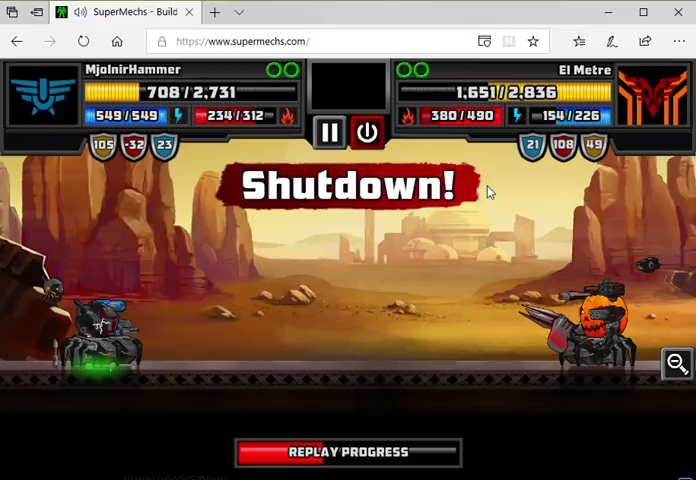 SuperMechs - Build
https://www.supermechs.com/
MjolnirHammer
El Metre
708/2,731
1,651/2,836
549/549
234/312
380/490
154/226
105
-32
23
21
108
49
Shutdown!
REPLAY PROGRESS